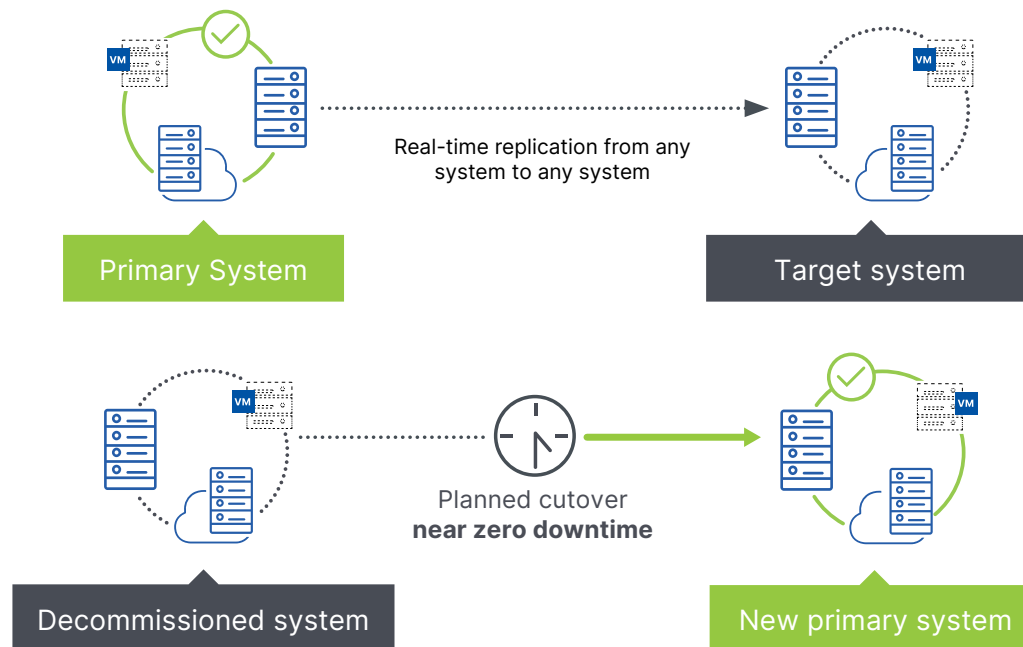 VM
VM
Real-time replication from any
system to any system
Primary System
Target system
VM
VM
Planned cutover
near zero downtime
Decommissioned system
New primary system